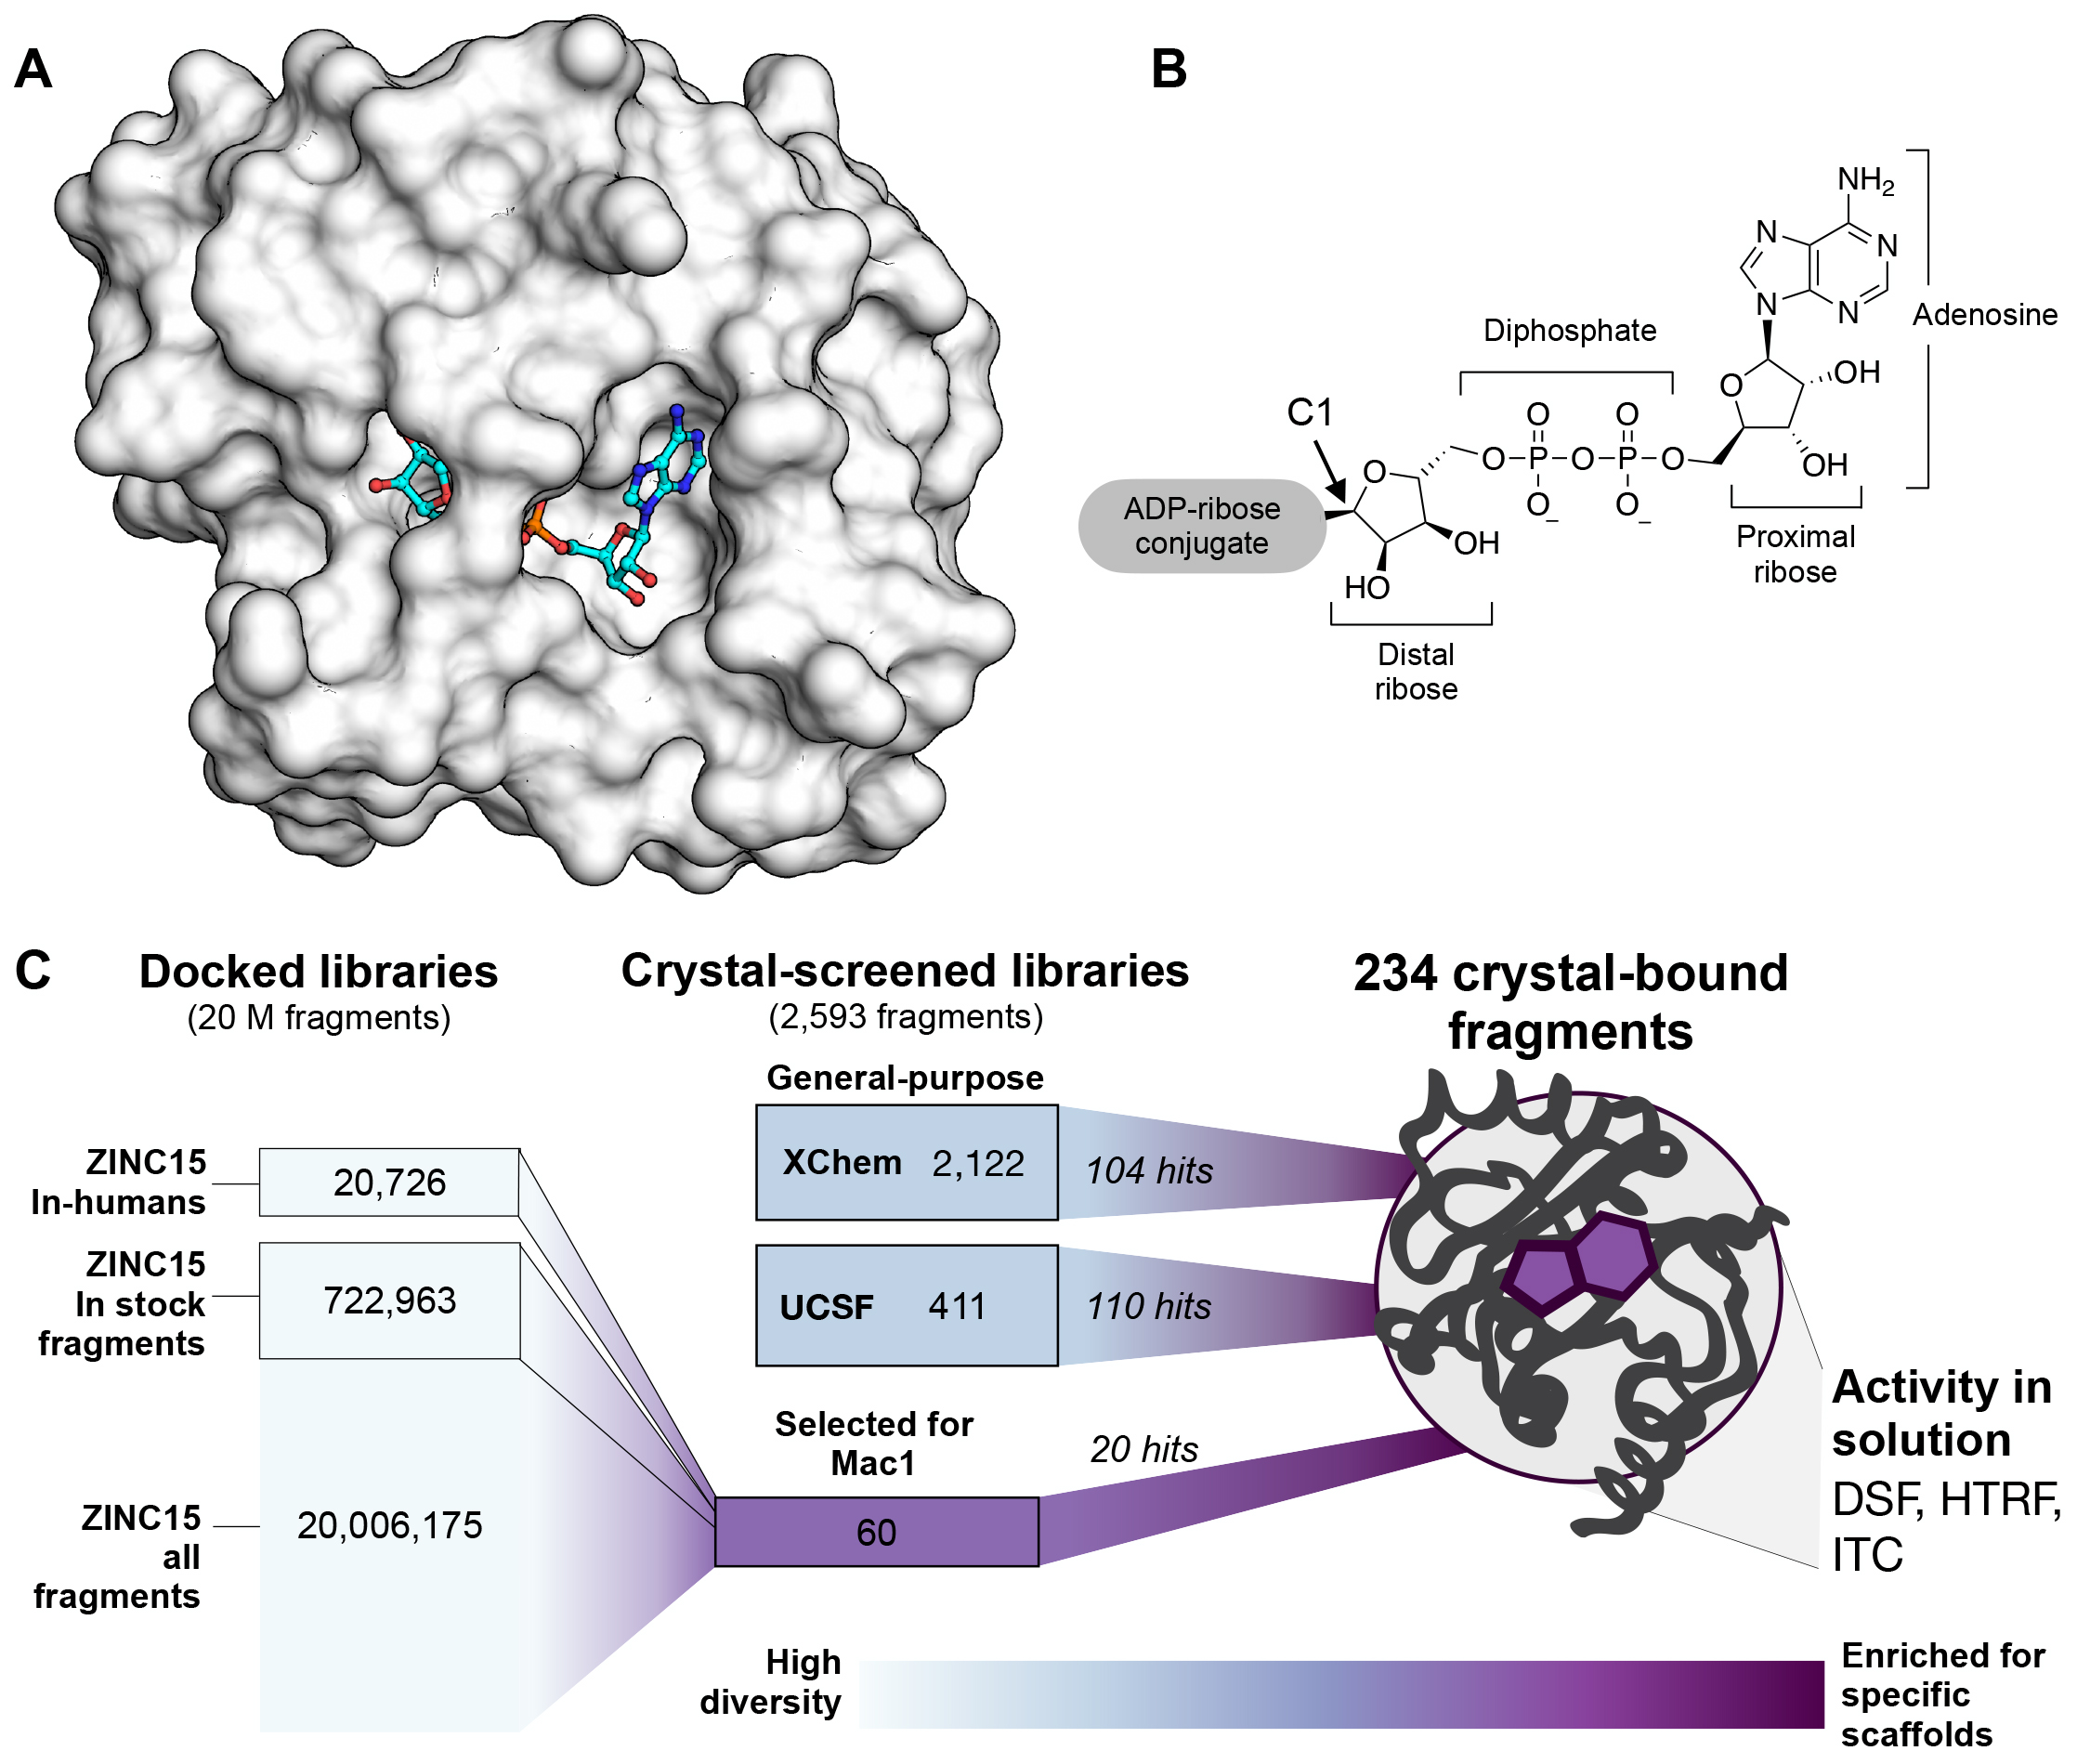 A
B
NH2
N
N
N
N
Adenosine
Diphosphate
O
OH
C1
O
O
O
O
P
O
P
O
OH
O–
O–
ADP-ribose
conjugate
OH
HO
Proximal
ribose
Distal
ribose
C
Docked libraries
(20 M fragments)
Crystal-screened libraries
(2,593 fragments)
234 crystal-bound
fragments
General-purpose
ZINC15
In-humans
20,726
XChem 2,122
104 hits
ZINC15
In stock
fragments
722,963
UCSF 411
110 hits
Selected for
Mac1
20 hits
Activity in
solution
DSF, HTRF,
ITC
ZINC15
all
fragments
20,006,175
60
High
diversity
Enriched for
specific
scaffolds